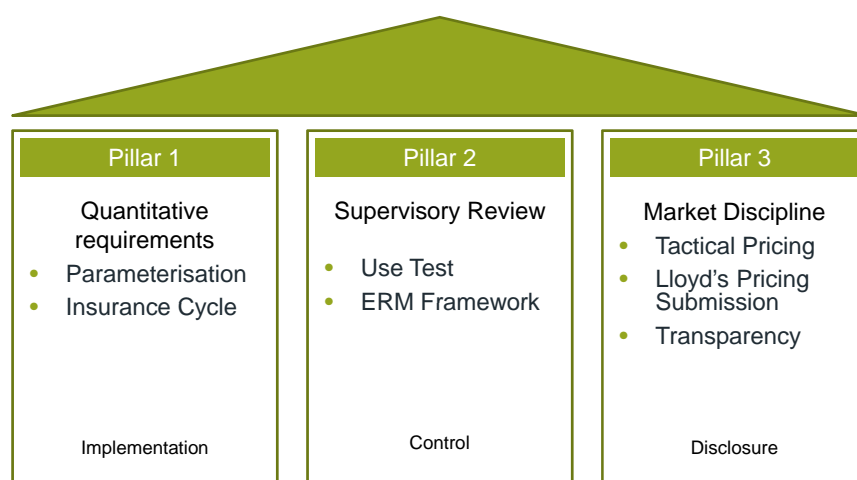 Pillar 1
Quantitative
requirements
• Parameterisation
• Insurance Cycle
Implementation
Pillar 2
Supervisory Review
• Use Test
• ERM Framework
Control
Pillar 3
Market Discipline
• Tactical Pricing
• Lloyd's Pricing
Submission
• Transparency
Disclosure